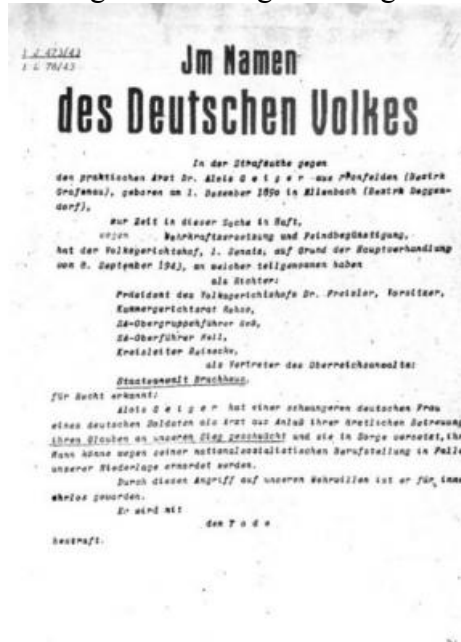 1 L 78/43
Jm Namen
des Deutschen Volkes
In der Strafsache gegen
den praktischen Arzt Dr. Alois G e i g e r aus (Bezirk
Grafenau), geboren am 1. Dezember 1890 in Allenbach (Bezirk Deggen-
dorf),
zur Zeit in dieser Sache in Haft,
wegen Wehrkraftzersetzung und Feindbegünstigung,
hat der Volksgerichtshof, 1. Senat, auf Grund der Hauptverhandlung
vom 8. September 1943, an welcher teilgenommen haben
als Richter:
Präsident des Volksgerichtshofs Dr. Freisler, Vorsitzer,
Kammergerichtsrat Rehse,
SA-Obergruppenführer
SA-Oberführer Hell,
Kreisleiter Reinecke,
als Vertreter des Oberreichsanwalts:
Staatsanwalt Bruchhaus,
für Recht erkannt:
Alois G e i g e r hat einer schwangeren deutschen Frau
eines deutschen Soldaten als Arzt aus Anlaß ihrer ärztlichen Betreuung
ihren Glauben an unseren Sieg geschwächt und sie in Sorge versetzt, ihr
Mann könne wegen seiner nationalsozialistischen Berufstellung im Falle
unserer Niederlage ermordet werden.
Durch diesen Angriff auf unseren Wehrwillen ist er für imme
ehrlos geworden.
Er wird mit
dem T o d e
bestraft.